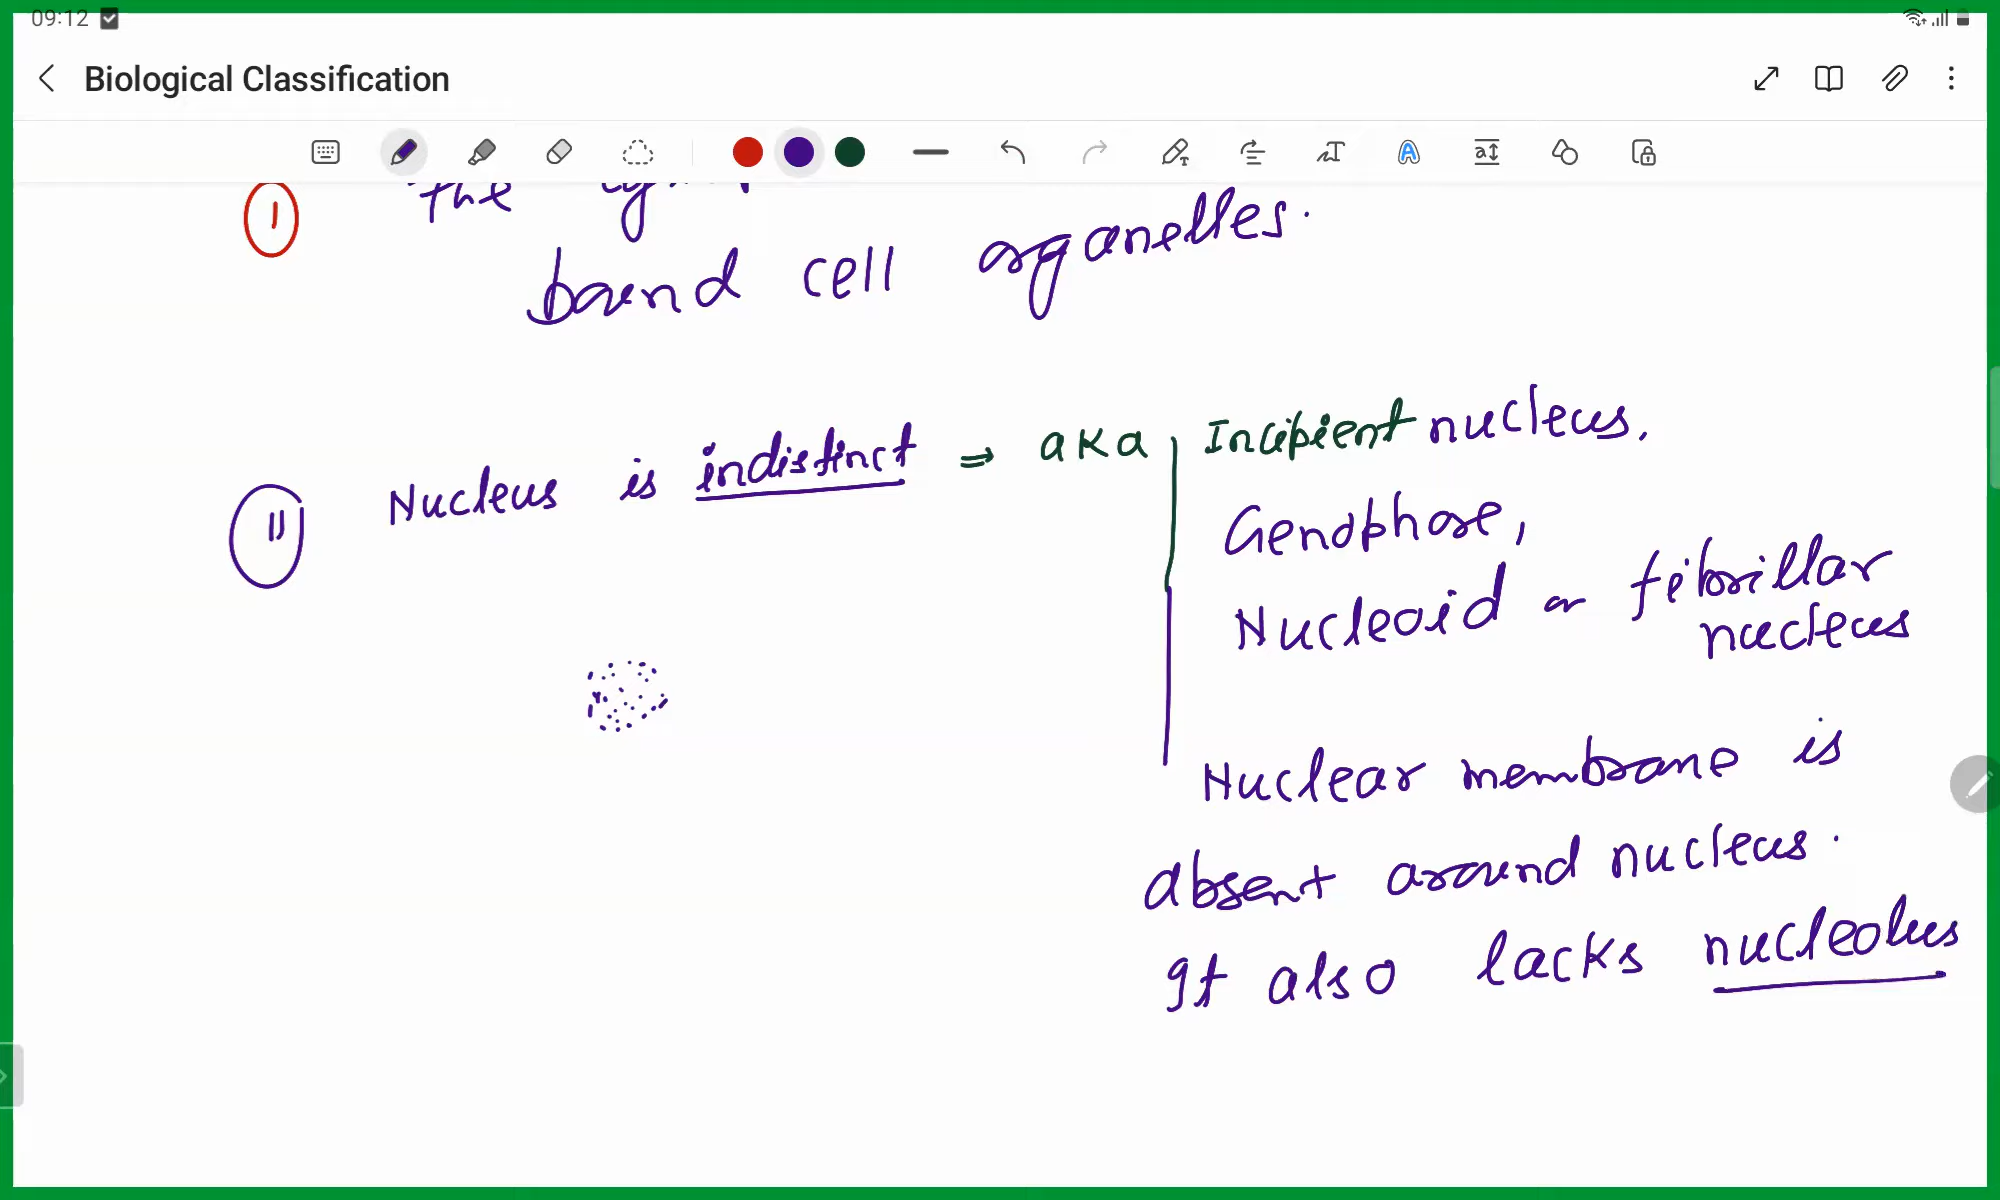 09:12
Biological Classification
I
The
bound cell organelles.
II Nucleus is indistinct ⇒ aka Incipient nucleus.
Genophore,
Nucleoid or fibrillar
nucleus
Nuclear membrane is
absent around nucleus.
It also lacks nucleolus